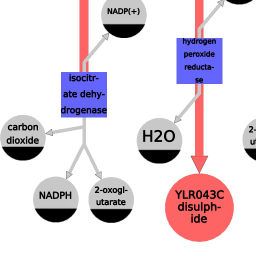 NADP(+)
hydrogen
peroxide
reducta-
se
isocitr-
ate dehy-
drogenase
carbon
dioxide
H2O
NADPH
2-oxogl-
utarate
YLR043C
disulph-
ide